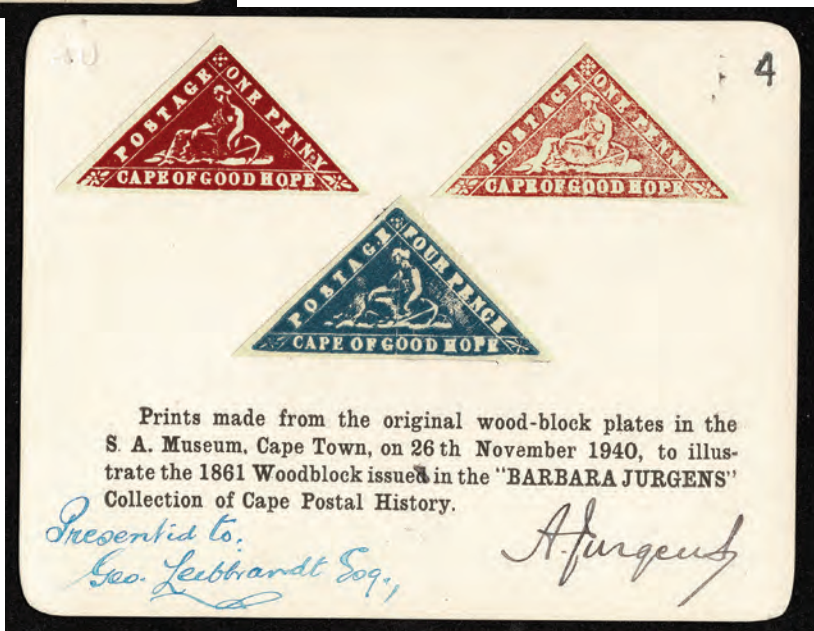 4
POSTAGE ONE PENNY
CAPE OF GOOD HOPE
POSTAGE ONE PENNY
CAPE OF GOOD HOPE
POSTAGE FOUR PENCE
CAPE OF GOOD HOPE
Prints made from the original wood-block plates in the
S. A. Museum, Cape Town, on 26th November 1940, to illus-
trate the 1861 Woodblock issued in the "BARBARA JURGENS"
Collection of Cape Postal History.
Presented to:
Geo. Leibbrandt Esq.,
A. Jurgens